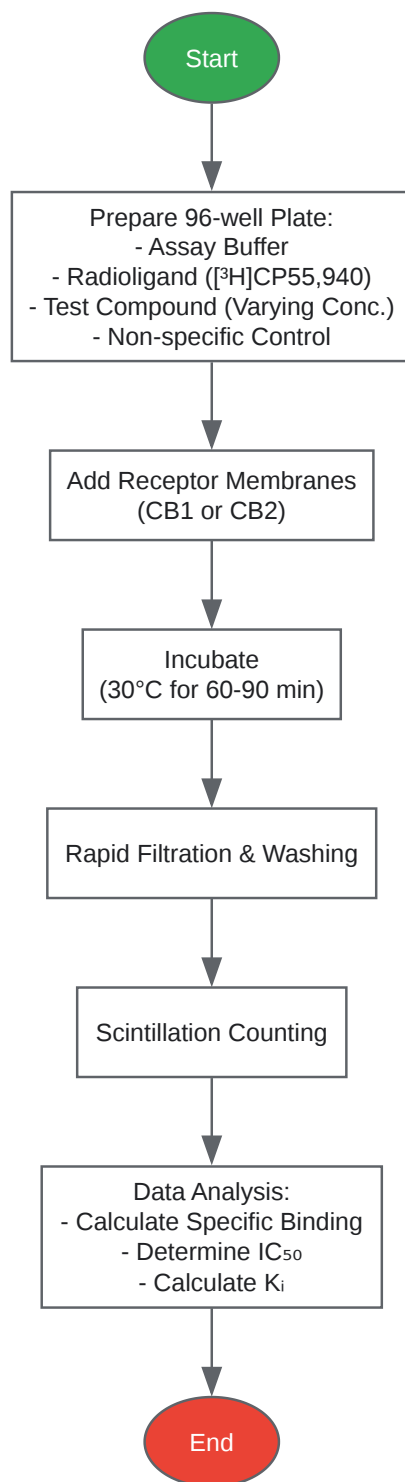 Start
Prepare 96-well Plate:
- Assay Buffer
- Radioligand ([³H]CP55,940)
- Test Compound (Varying Conc.)
- Non-specific Control
Add Receptor Membranes
(CB1 or CB2)
Incubate
(30°C for 60-90 min)
Rapid Filtration & Washing
Scintillation Counting
Data Analysis:
- Calculate Specific Binding
- Determine IC₅₀
- Calculate Kᵢ
End